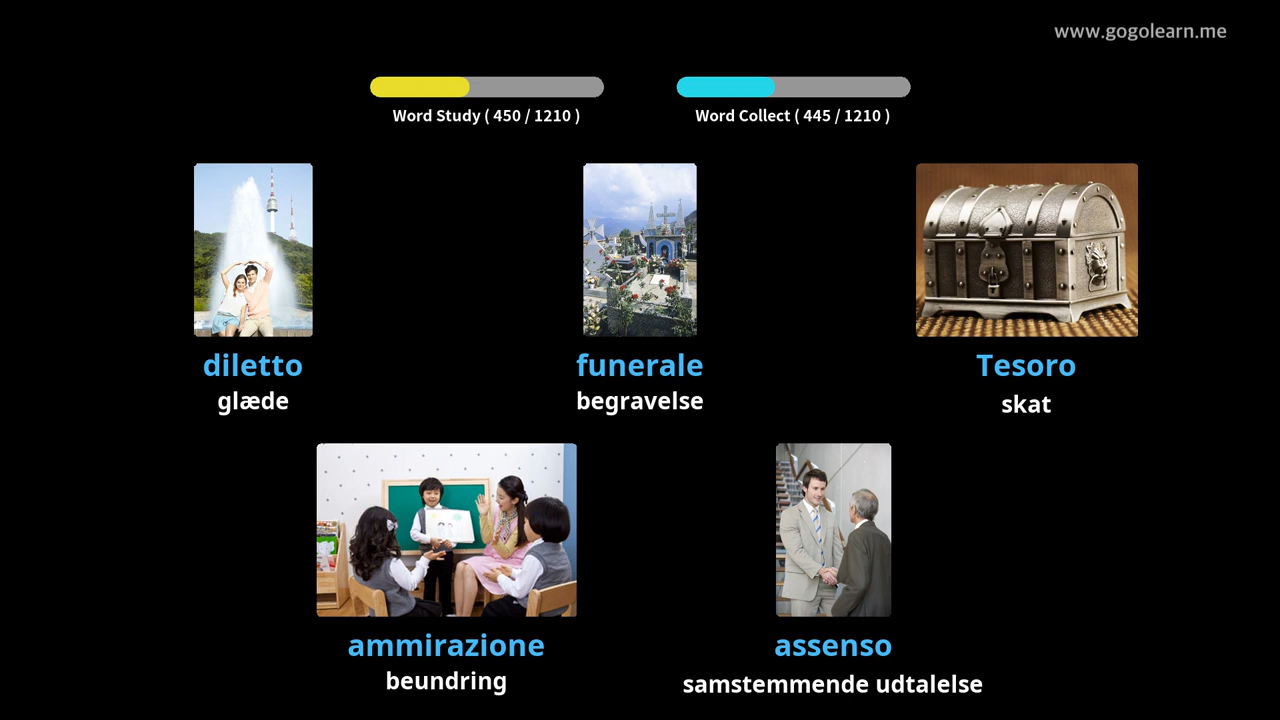 www.gogolearn.me
Word Study ( 450 / 1210 )
Word Collect ( 445 / 1210 )
diletto
glæde
funerale
begravelse
Tesoro
skat
ammirazione
beundring
assenso
samstemmende udtalelse